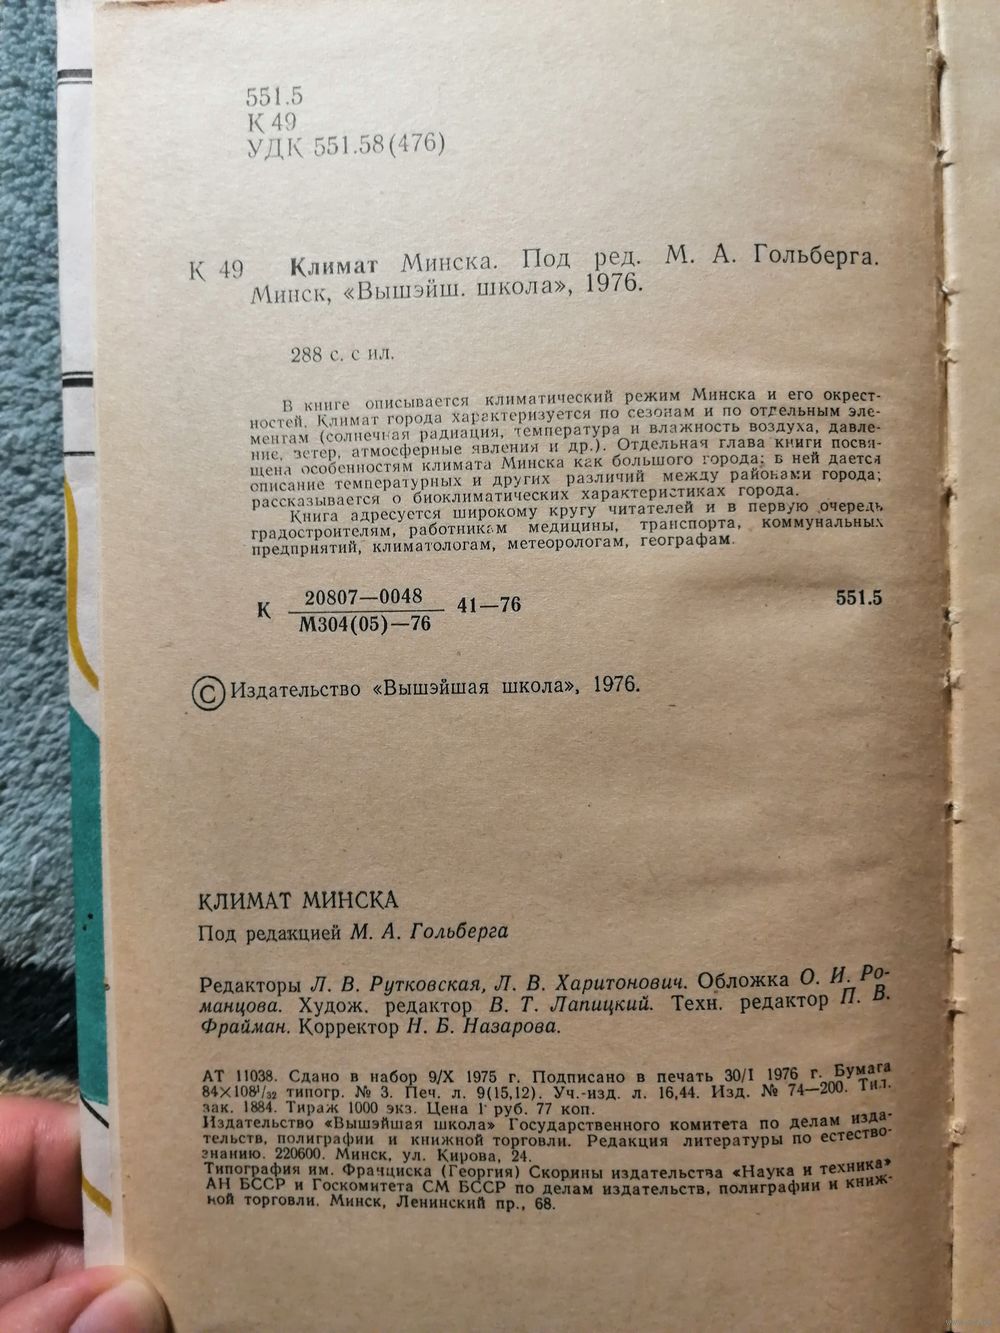 551.5
К 49
УДК 551.58(476)
К 49 Климат Минска. Под ред. М. А. Гольберга.
Минск, «Вышэйш. школа», 1976.
288 с. с ил.
В книге описывается климатический режим Минска и его окрест-
ностей. Климат города характеризуется по сезонам и по отдельным эле-
ментам (солнечная радиация, температура и влажность воздуха, давле-
ние, ветер, атмосферные явления и др.). Отдельная глава книги посвя-
щена особенностям климата Минска как большого города; в ней дается
описание температурных и других различий между районами города;
рассказывается о биоклиматических характеристиках города.
Книга адресуется широкому кругу читателей и в первую очередь
градостроителям, работникам медицины, транспорта, коммунальных
предприятий, климатологам, метеорологам, географам.
К 20807—0048 41—76 551.5
М304(05)—76
© Издательство «Вышэйшая школа», 1976.
КЛИМАТ МИНСКА
Под редакцией М. А. Гольберга
Редакторы Л. В. Рутковская, Л. В. Харитонович. Обложка О. И. Ро-
манцова. Худож. редактор В. Т. Лапицкий. Техн. редактор П. В.
Фрайман. Корректор Н. Б. Назарова.
АТ 11038. Сдано в набор 9/X 1975 г. Подписано в печать 30/I 1976 г. Бумага
84×108¹/₃₂ типогр. № 3. Печ. л. 9(15,12). Уч.-изд. л. 16,44. Изд. № 74—200. Тип.
зак. 1884. Тираж 1000 экз. Цена 1 руб. 77 коп.
Издательство «Вышэйшая школа» Государственного комитета по делам изда-
тельств, полиграфии и книжной торговли. Редакция литературы по естество-
знанию. 220600. Минск, ул. Кирова, 24.
Типография им. Франциска (Георгия) Скорины издательства «Наука и техника»
АН БССР и Госкомитета СМ БССР по делам издательств, полиграфии и книж-
ной торговли. Минск, Ленинский пр., 68.